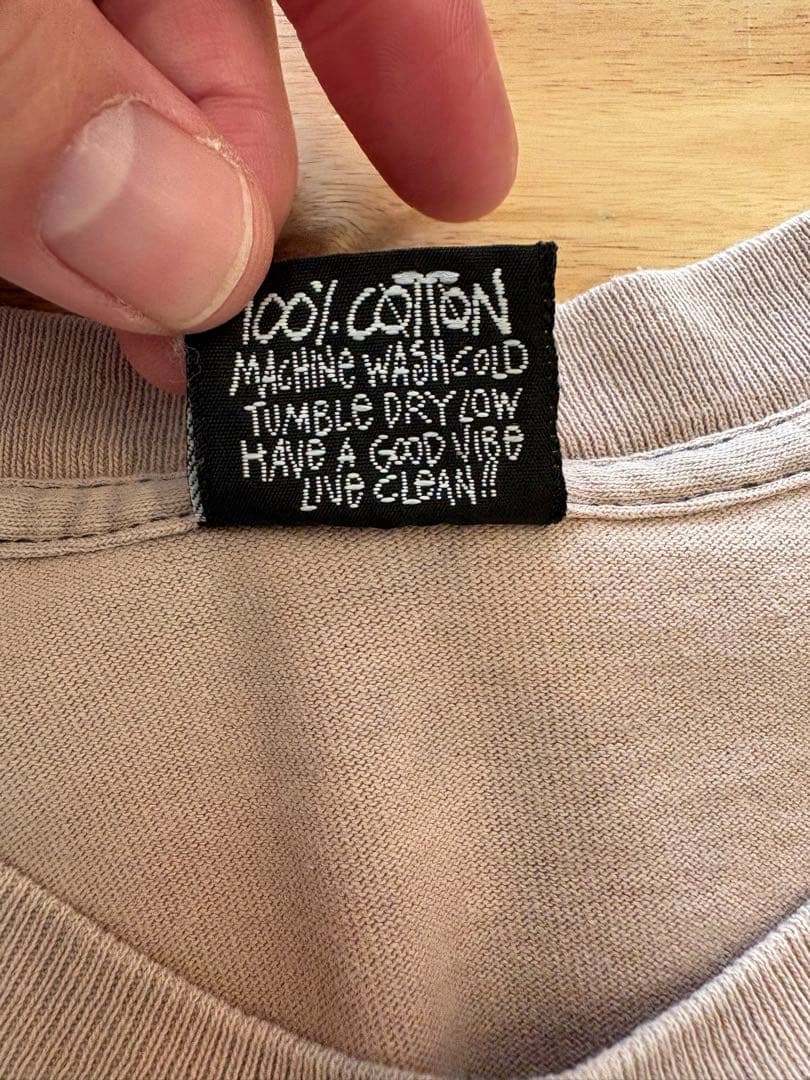 100% COTTON
MACHINE WASH COLD
TUMBLE DRY LOW
HAVE A GOOD VIBE
LIVE CLEAN!!